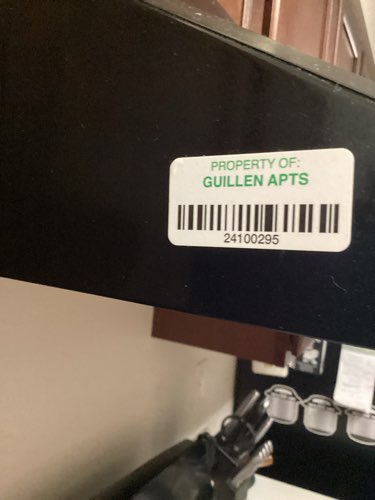 PROPERTY OF:
GUILLEN APTS
24100295